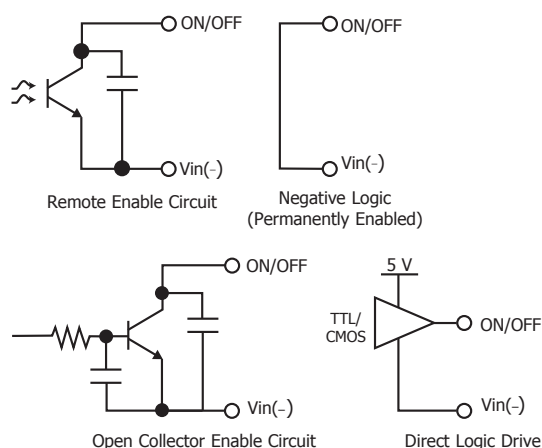 ON/OFF
Vin(-)
Remote Enable Circuit
ON/OFF
Vin(-)
Negative Logic
(Permanently Enabled)
ON/OFF
Vin(-)
Open Collector Enable Circuit
5 V
TTL/
CMOS
ON/OFF
Vin(-)
Direct Logic Drive